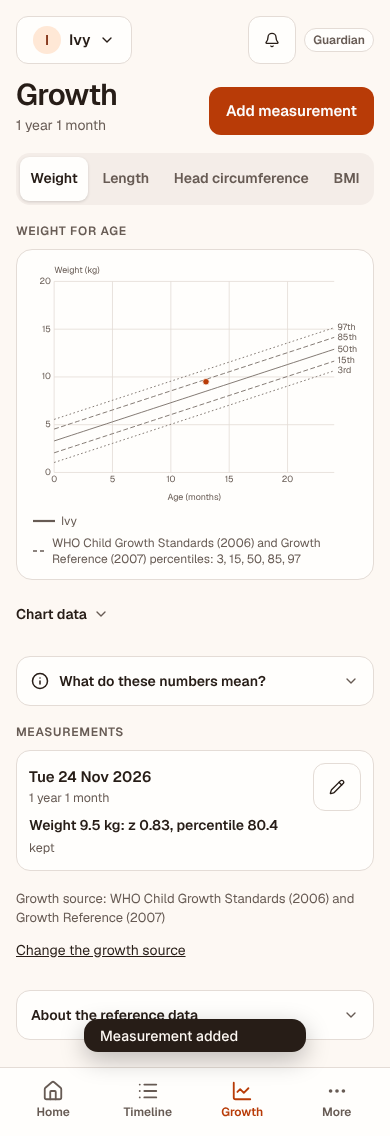 I Ivy
Guardian
Growth
1 year 1 month
Add measurement
Weight Length Head circumference BMI
WEIGHT FOR AGE
Weight (kg)
20
15
10
5
0
97th
85th
50th
15th
3rd
0 5 10 15 20
Age (months)
Ivy
WHO Child Growth Standards (2006) and Growth
Reference (2007) percentiles: 3, 15, 50, 85, 97
Chart data
What do these numbers mean?
MEASUREMENTS
Tue 24 Nov 2026
1 year 1 month
Weight 9.5 kg: z 0.83, percentile 80.4
kept
Growth source: WHO Child Growth Standards (2006) and
Growth Reference (2007)
Change the growth source
About the reference data
Measurement added
Home Timeline Growth More